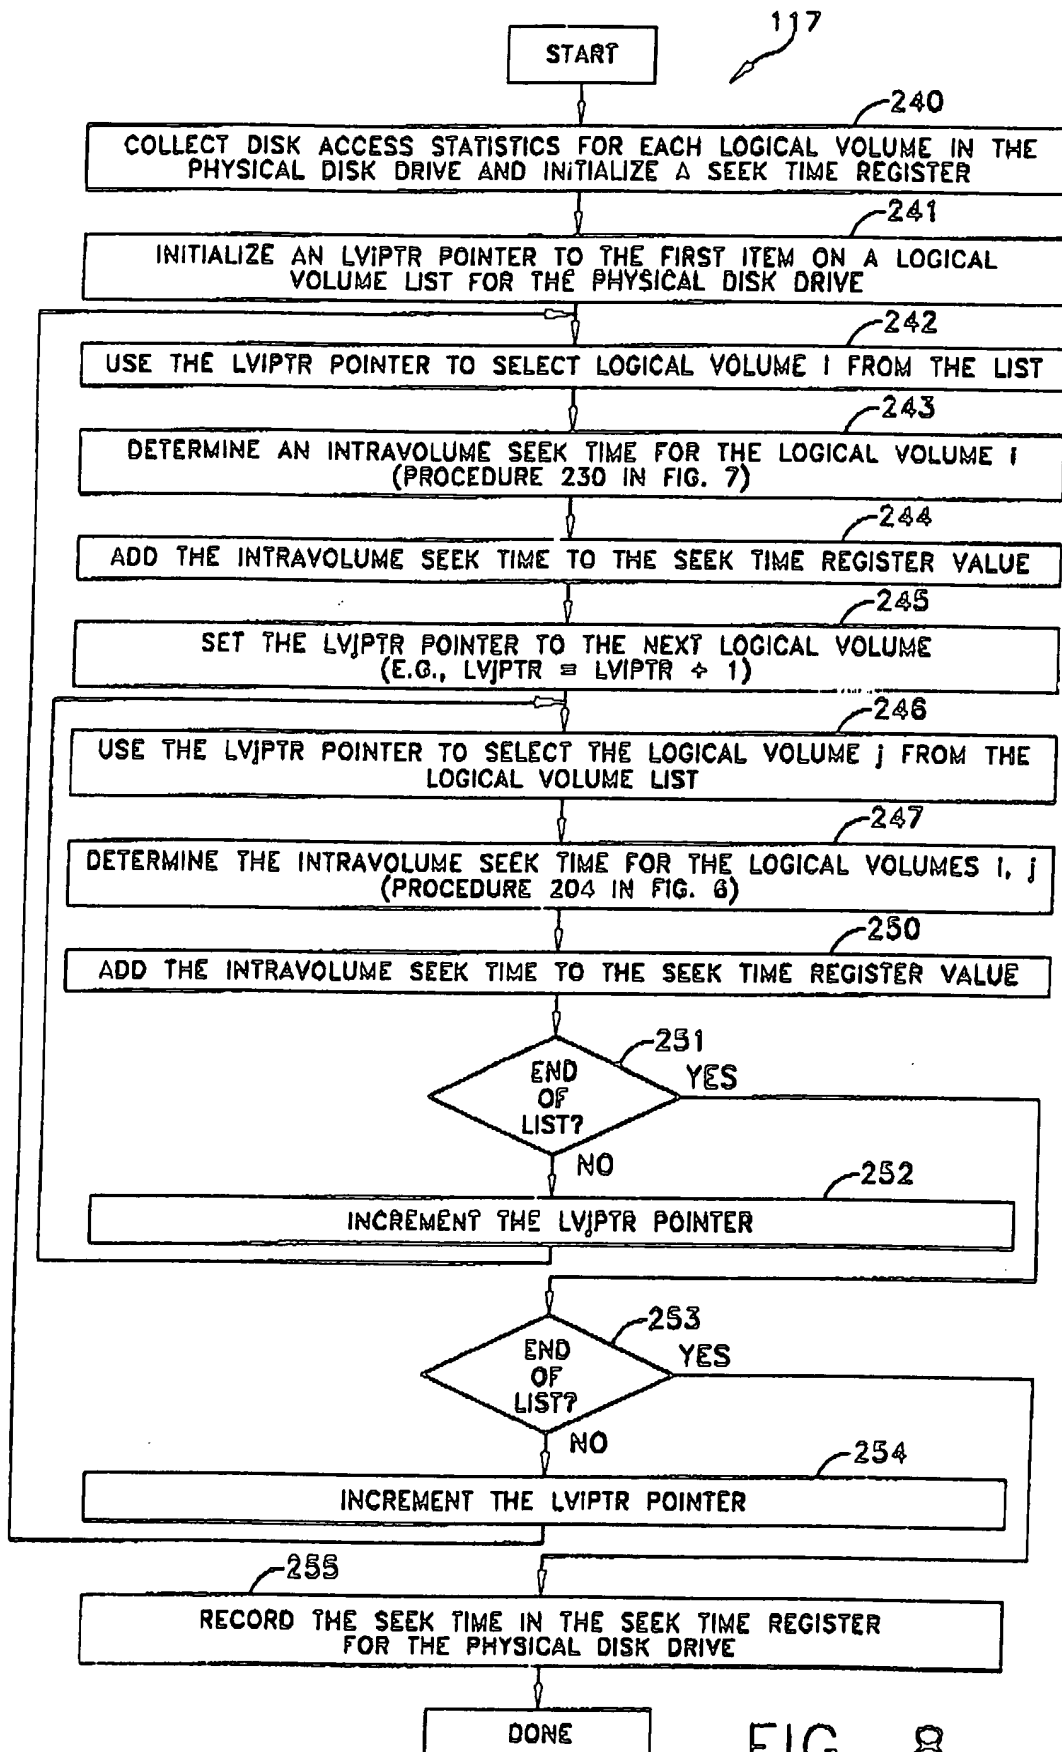 117
START
240
COLLECT DISK ACCESS STATISTICS FOR EACH LOGICAL VOLUME IN THE
PHYSICAL DISK DRIVE AND INITIALIZE A SEEK TIME REGISTER
241
INITIALIZE AN LViPTR POINTER TO THE FIRST ITEM ON A LOGICAL
VOLUME LIST FOR THE PHYSICAL DISK DRIVE
242
USE THE LViPTR POINTER TO SELECT LOGICAL VOLUME i FROM THE LIST
243
DETERMINE AN INTRAVOLUME SEEK TIME FOR THE LOGICAL VOLUME i
(PROCEDURE 230 IN FIG. 7)
244
ADD THE INTRAVOLUME SEEK TIME TO THE SEEK TIME REGISTER VALUE
245
SET THE LVjPTR POINTER TO THE NEXT LOGICAL VOLUME
(E.G., LVjPTR = LViPTR + 1)
246
USE THE LVjPTR POINTER TO SELECT THE LOGICAL VOLUME j FROM THE
LOGICAL VOLUME LIST
247
DETERMINE THE INTRAVOLUME SEEK TIME FOR THE LOGICAL VOLUMES i, j
(PROCEDURE 204 IN FIG. 6)
250
ADD THE INTRAVOLUME SEEK TIME TO THE SEEK TIME REGISTER VALUE
251
END
OF
LIST?
YES
NO
252
INCREMENT THE LVjPTR POINTER
253
END
OF
LIST?
YES
NO
254
INCREMENT THE LViPTR POINTER
255
RECORD THE SEEK TIME IN THE SEEK TIME REGISTER
FOR THE PHYSICAL DISK DRIVE
DONE
FIG. 8